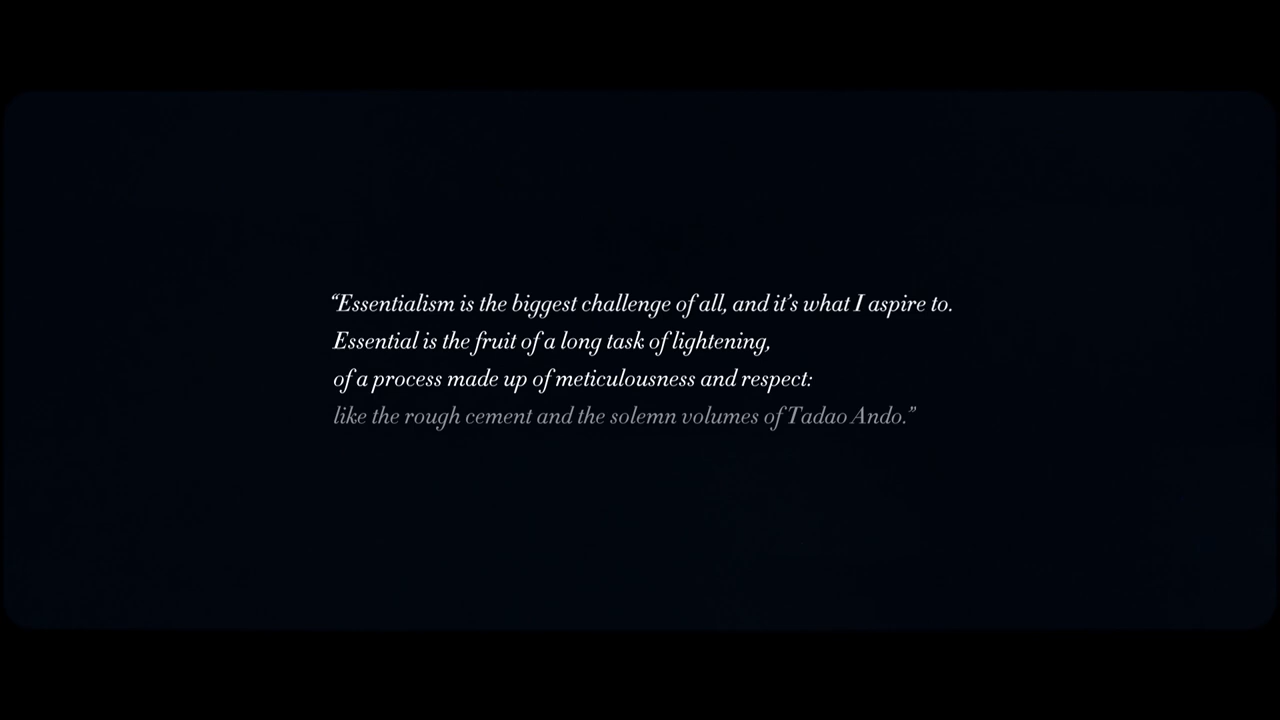 “Essentialism is the biggest challenge of all, and it’s what I aspire to.
Essential is the fruit of a long task of lightening,
of a process made up of meticulousness and respect:
like the rough cement and the solemn volumes of Tadao Ando.”